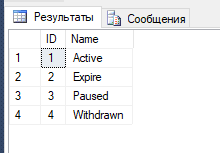 Результаты Сообщения
ID Name
1 1 Active
2 2 Expire
3 3 Paused
4 4 Withdrawn